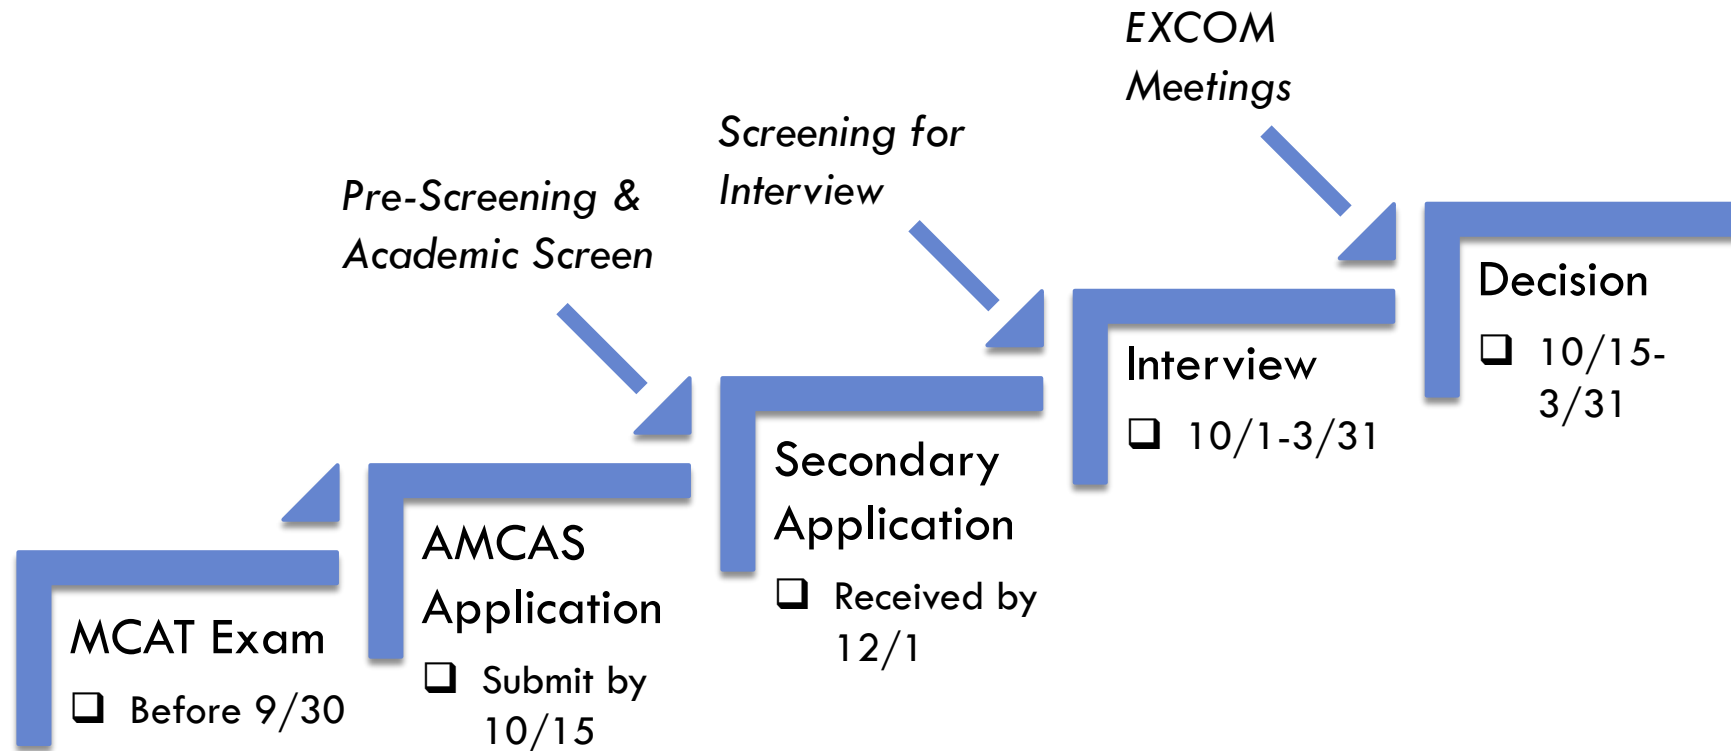 MCAT Exam
Before 9/30
AMCAS
Application
Submit by
10/15
Pre-Screening &
Academic Screen
Secondary
Application
Received by
12/1
Screening for
Interview
Interview
10/1-3/31
EXCOM
Meetings
Decision
10/15-
3/31